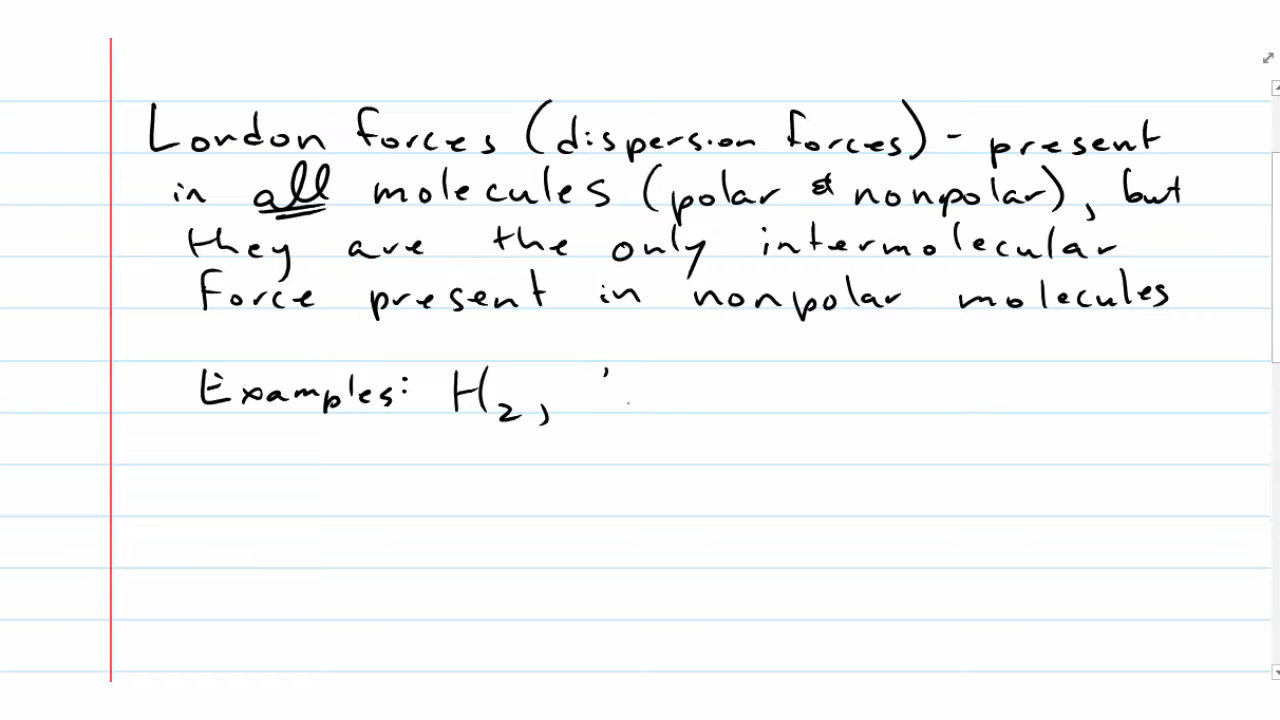 London forces (dispersion forces) - present
in all molecules (polar & nonpolar), but
they are the only intermolecular
force present in nonpolar molecules
Examples: H₂,